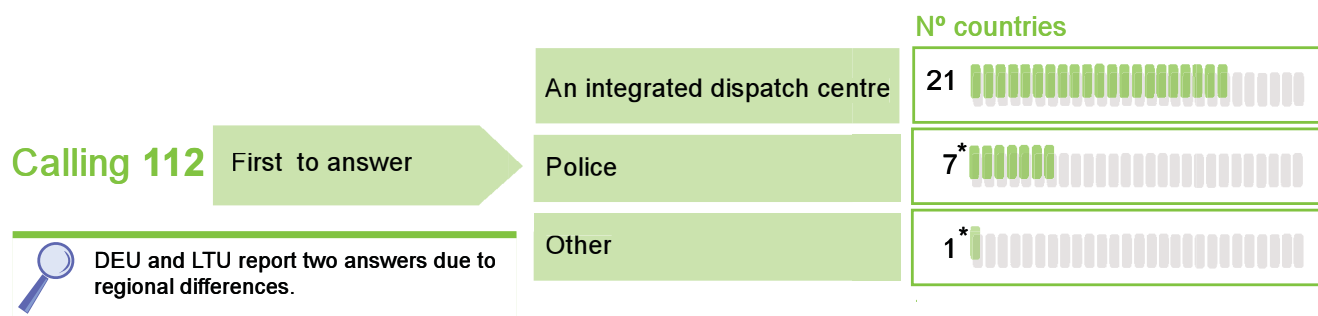 Nº countries
An integrated dispatch centre
21
Calling 112
First to answer
Police
7*
Other
1*
DEU and LTU report two answers due to
regional differences.